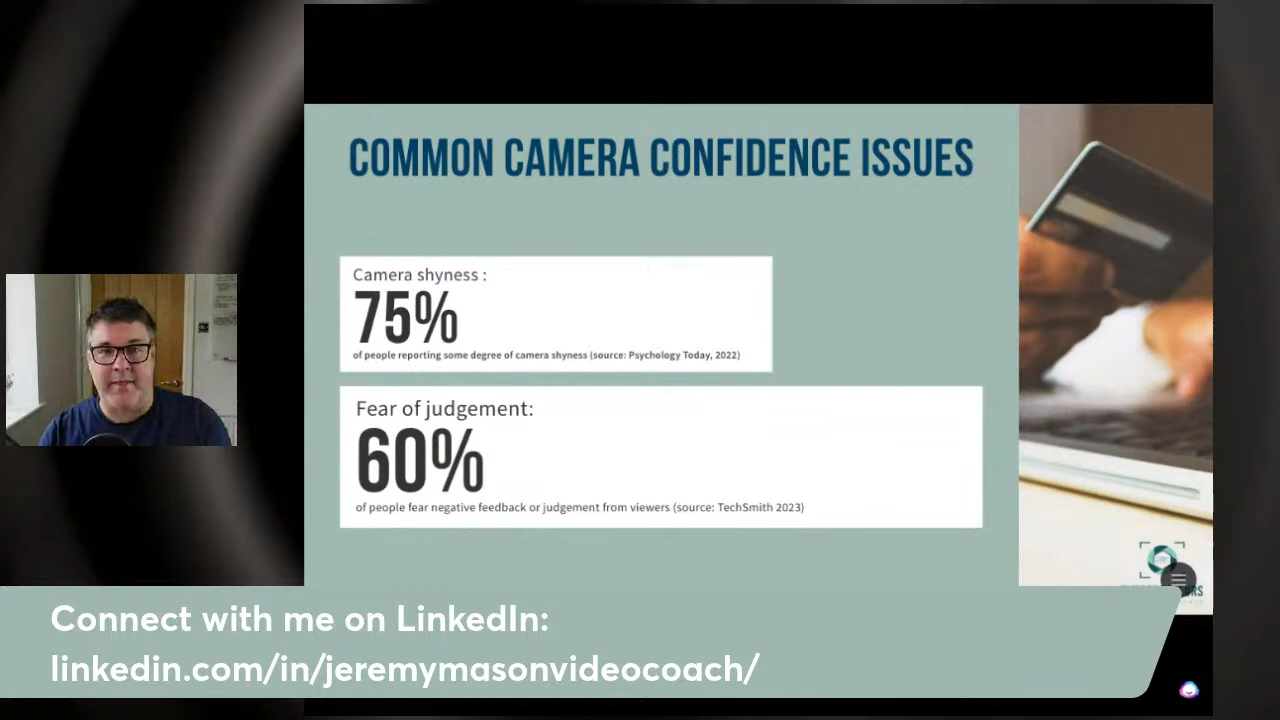 COMMON CAMERA CONFIDENCE ISSUES
Camera shyness :
75%
of people reporting some degree of camera shyness (source: Psychology Today, 2022)
Fear of judgement:
60%
of people fear negative feedback or judgement from viewers (source: TechSmith 2023)
Connect with me on LinkedIn:
linkedin.com/in/jeremymasonvideocoach/